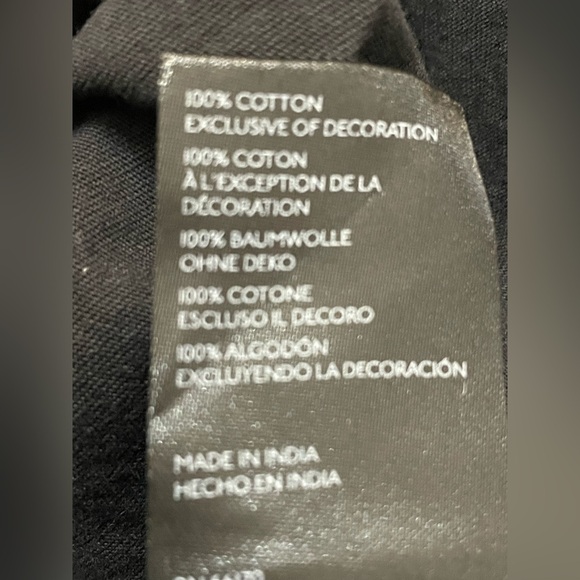 100% COTTON
EXCLUSIVE OF DECORATION
100% COTON
À L'EXCEPTION DE LA
DÉCORATION
100% BAUMWOLLE
OHNE DEKO
100% COTONE
ESCLUSO IL DECORO
100% ALGODÓN
EXCLUYENDO LA DECORACIÓN
MADE IN INDIA
HECHO EN INDIA